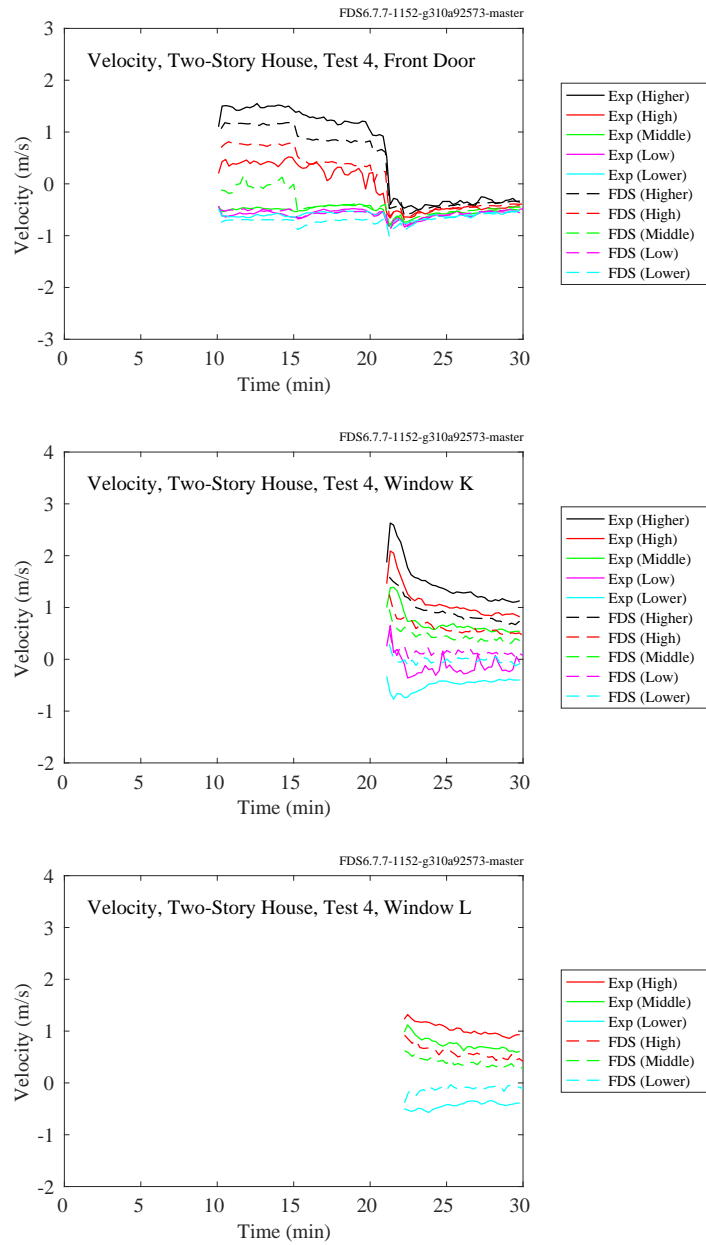 FDS6.7.7-1152-g310a92573-master
Velocity, Two-Story House, Test 4, Front Door
3
2
1
0
-1
-2
-3
Velocity (m/s)
0 5 10 15 20 25 30
Time (min)
Exp (Higher)
Exp (High)
Exp (Middle)
Exp (Low)
Exp (Lower)
FDS (Higher)
FDS (High)
FDS (Middle)
FDS (Low)
FDS (Lower)
FDS6.7.7-1152-g310a92573-master
Velocity, Two-Story House, Test 4, Window K
4
3
2
1
0
-1
-2
Velocity (m/s)
0 5 10 15 20 25 30
Time (min)
Exp (Higher)
Exp (High)
Exp (Middle)
Exp (Low)
Exp (Lower)
FDS (Higher)
FDS (High)
FDS (Middle)
FDS (Low)
FDS (Lower)
FDS6.7.7-1152-g310a92573-master
Velocity, Two-Story House, Test 4, Window L
4
3
2
1
0
-1
-2
Velocity (m/s)
0 5 10 15 20 25 30
Time (min)
Exp (High)
Exp (Middle)
Exp (Lower)
FDS (High)
FDS (Middle)
FDS (Lower)